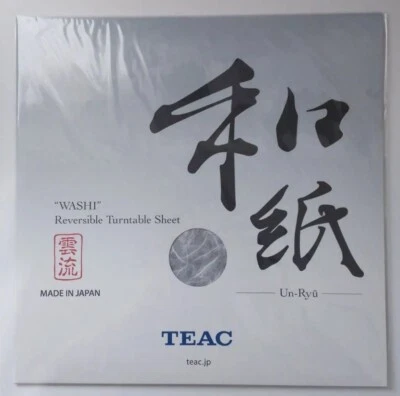 和紙
"WASHI"
Reversible Turntable Sheet
雲流
Un-Ryū
MADE IN JAPAN
TEAC
teac.jp